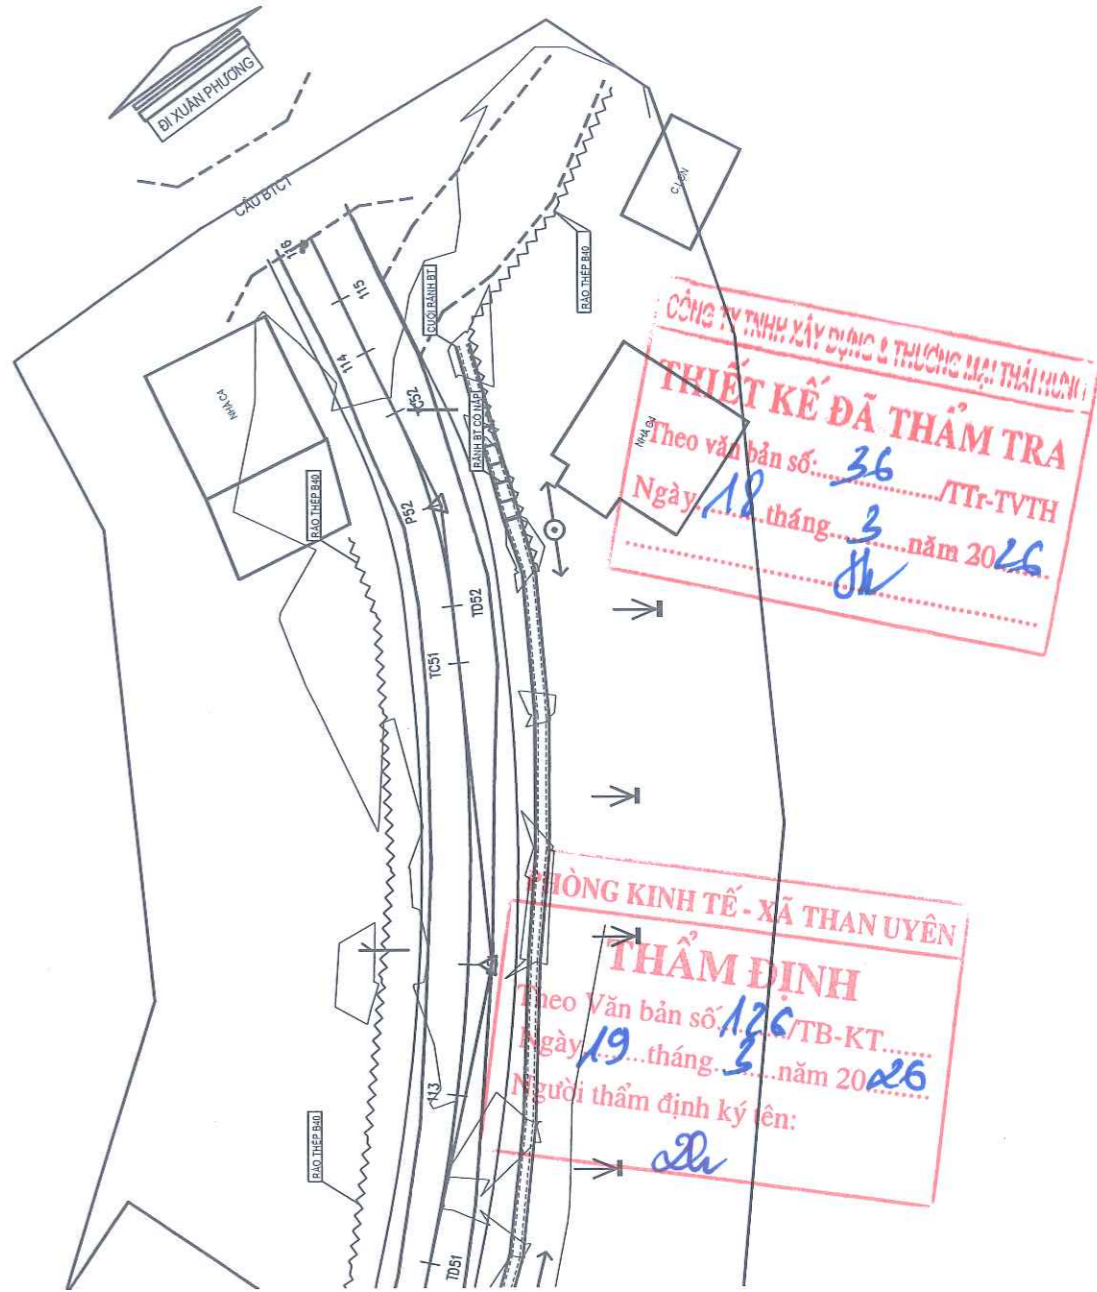 ĐI XUÂN PHƯƠNG
CẦU BTCT
116
115
114
CUỐI RÃNH BT
RÀO THÉP B40
NHÀ C4
C52
RÃNH BT CÓ NẮP
NHÀ C4
RÀO THÉP B40
P52
TD52
TC51
CÔNG TY TNHH XÂY DỰNG & THƯƠNG MẠI THÁI HƯNG
THIẾT KẾ ĐÃ THẨM TRA
Theo văn bản số:.....36........../TTr-TVTH
Ngày...18...tháng...3...năm 2026
PHÒNG KINH TẾ - XÃ THAN UYÊN
THẨM ĐỊNH
Theo Văn bản số 126/TB-KT.......
Ngày 19 tháng 3 năm 2026
Người thẩm định ký tên:
113
RÀO THÉP B40
TD51